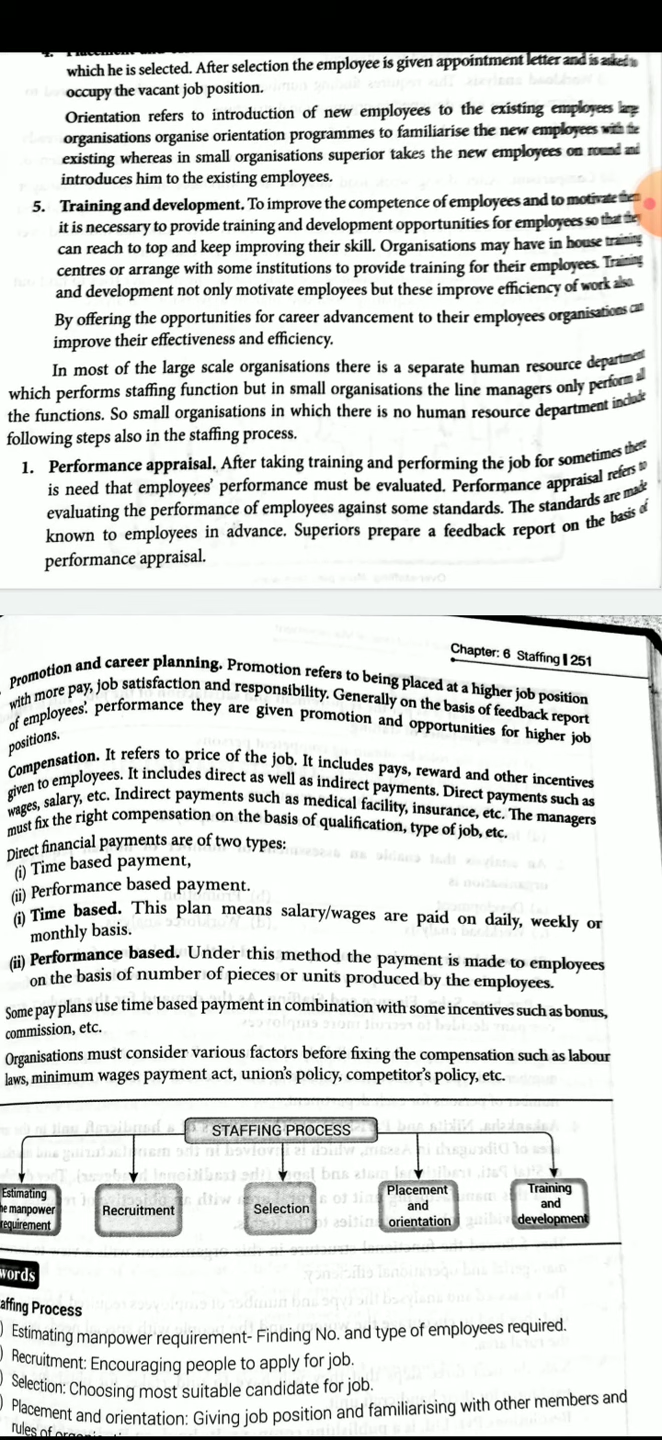 which he is selected. After selection the employee is given appointment letter and is asked to
occupy the vacant job position.
Orientation refers to introduction of new employees to the existing employees large
organisations organise orientation programmes to familiarise the new employees with the
existing whereas in small organisations superior takes the new employees on round and
introduces him to the existing employees.
5. Training and development. To improve the competence of employees and to motivate them
it is necessary to provide training and development opportunities for employees so that they
can reach to top and keep improving their skill. Organisations may have in house training
centres or arrange with some institutions to provide training for their employees. Training
and development not only motivate employees but these improve efficiency of work also.
By offering the opportunities for career advancement to their employees organisations can
improve their effectiveness and efficiency.
In most of the large scale organisations there is a separate human resource department
which performs staffing function but in small organisations the line managers only perform all
the functions. So small organisations in which there is no human resource department include
following steps also in the staffing process.
1. Performance appraisal. After taking training and performing the job for sometimes there
is need that employees' performance must be evaluated. Performance appraisal refers to
evaluating the performance of employees against some standards. The standards are made
known to employees in advance. Superiors prepare a feedback report on the basis of
performance appraisal.
Chapter: 6 Staffing | 251
Promotion and career planning. Promotion refers to being placed at a higher job position
with more pay, job satisfaction and responsibility. Generally on the basis of feedback report
of employees' performance they are given promotion and opportunities for higher job
positions.
Compensation. It refers to price of the job. It includes pays, reward and other incentives
given to employees. It includes direct as well as indirect payments. Direct payments such as
wages, salary, etc. Indirect payments such as medical facility, insurance, etc. The managers
must fix the right compensation on the basis of qualification, type of job, etc.
Direct financial payments are of two types:
(i) Time based payment,
(ii) Performance based payment.
(i) Time based. This plan means salary/wages are paid on daily, weekly or
monthly basis.
(ii) Performance based. Under this method the payment is made to employees
on the basis of number of pieces or units produced by the employees.
Some pay plans use time based payment in combination with some incentives such as bonus,
commission, etc.
Organisations must consider various factors before fixing the compensation such as labour
laws, minimum wages payment act, union's policy, competitor's policy, etc.
STAFFING PROCESS
Estimating
manpower
requirement
Recruitment
Selection
Placement
and
orientation
Training
and
development
words
affing Process
) Estimating manpower requirement- Finding No. and type of employees required.
) Recruitment: Encouraging people to apply for job.
) Selection: Choosing most suitable candidate for job.
) Placement and orientation: Giving job position and familiarising with other members and
rules of